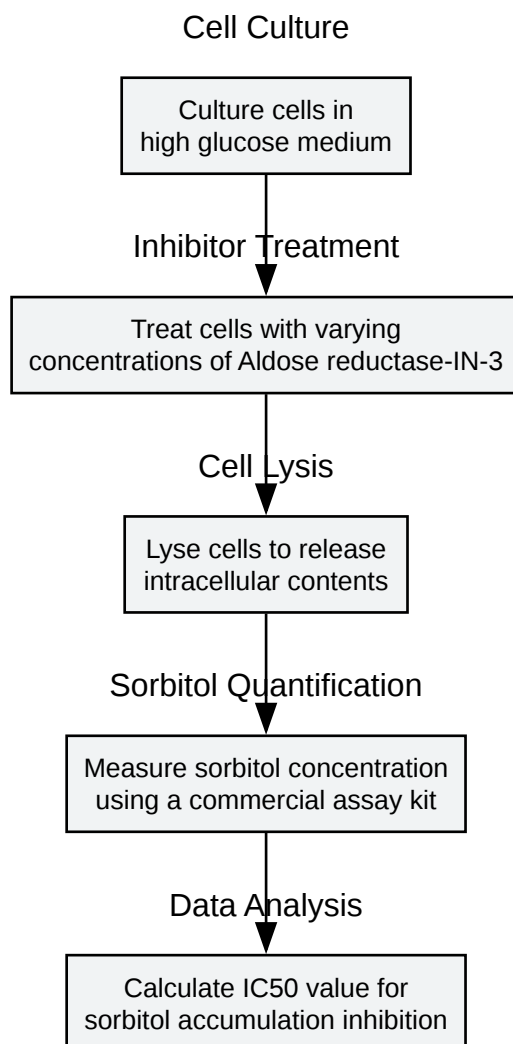 Cell Culture
Culture cells in
high glucose medium
Inhibitor Treatment
Treat cells with varying
concentrations of Aldose reductase-IN-3
Cell Lysis
Lyse cells to release
intracellular contents
Sorbitol Quantification
Measure sorbitol concentration
using a commercial assay kit
Data Analysis
Calculate IC50 value for
sorbitol accumulation inhibition